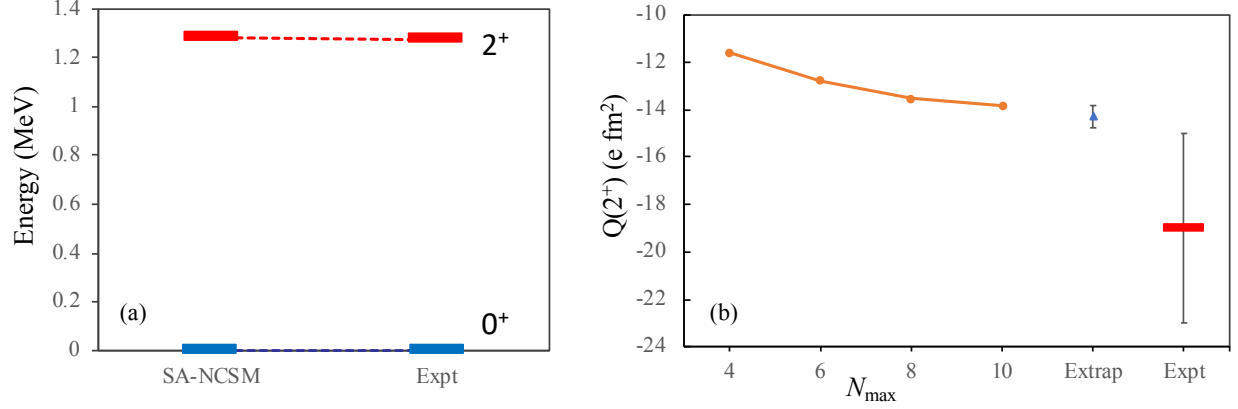 1.4
1.2
1
0.8
0.6
0.4
0.2
0
Energy (MeV)
2⁺
0⁺
(a)
SA-NCSM Expt
-10
-12
-14
-16
-18
-20
-22
-24
Q(2⁺) (e fm²)
(b)
4 6 8 10 Extrap Expt
Nmax